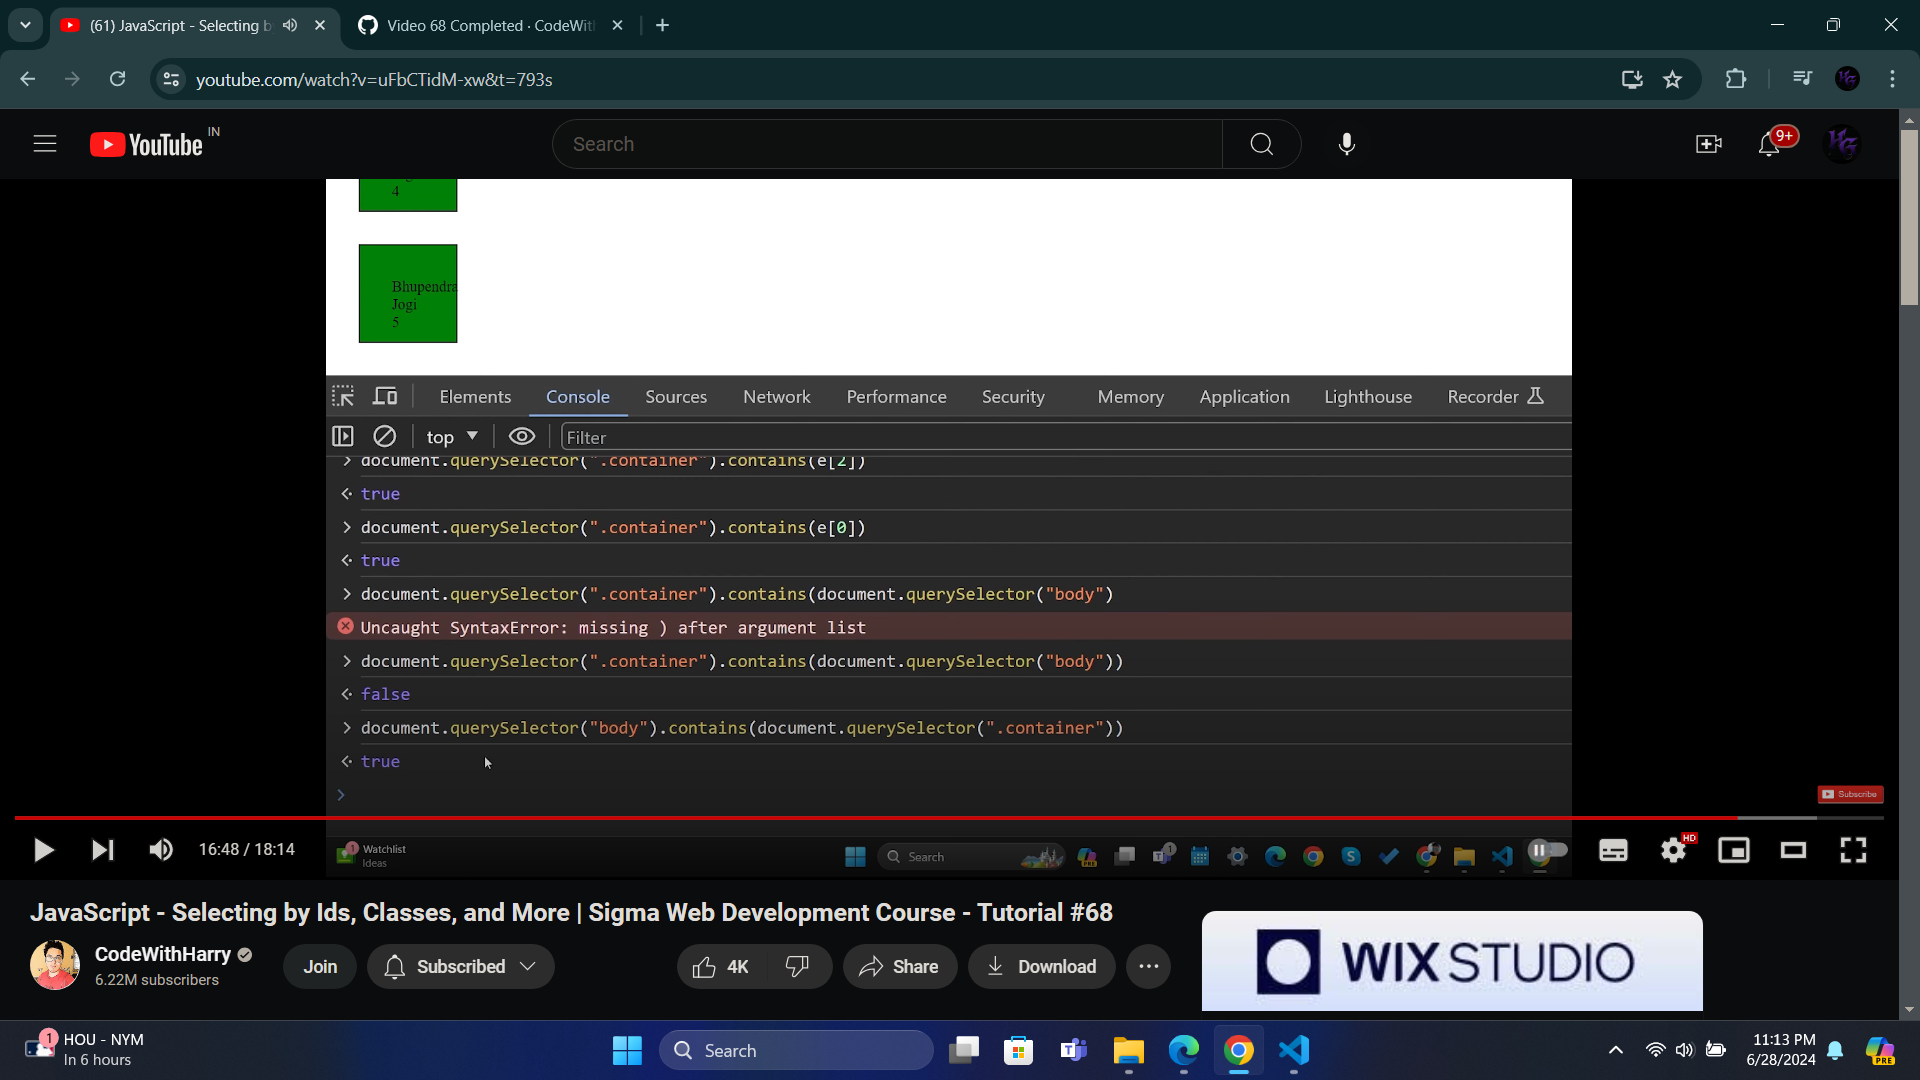 (61) JavaScript - Selecting b
Video 68 Completed · CodeWit
youtube.com/watch?v=uFbCTidM-xw&t=793s
YouTube IN
Search
9+
4
Bhupendra
Jogi
5
Elements Console Sources Network Performance Security Memory Application Lighthouse Recorder
top Filter
> document.querySelector(".container").contains(e[2])
true
> document.querySelector(".container").contains(e[0])
true
> document.querySelector(".container").contains(document.querySelector("body")
Uncaught SyntaxError: missing ) after argument list
> document.querySelector(".container").contains(document.querySelector("body"))
false
> document.querySelector("body").contains(document.querySelector(".container"))
true
>
Subscribe
16:48 / 18:14
1 Watchlist
Ideas
Search
PRE
1
HD
JavaScript - Selecting by Ids, Classes, and More | Sigma Web Development Course - Tutorial #68
CodeWithHarry
6.22M subscribers
Join
Subscribed
4K
Share
Download
WIX STUDIO
1 HOU - NYM
In 6 hours
Search
11:13 PM
6/28/2024
PRE